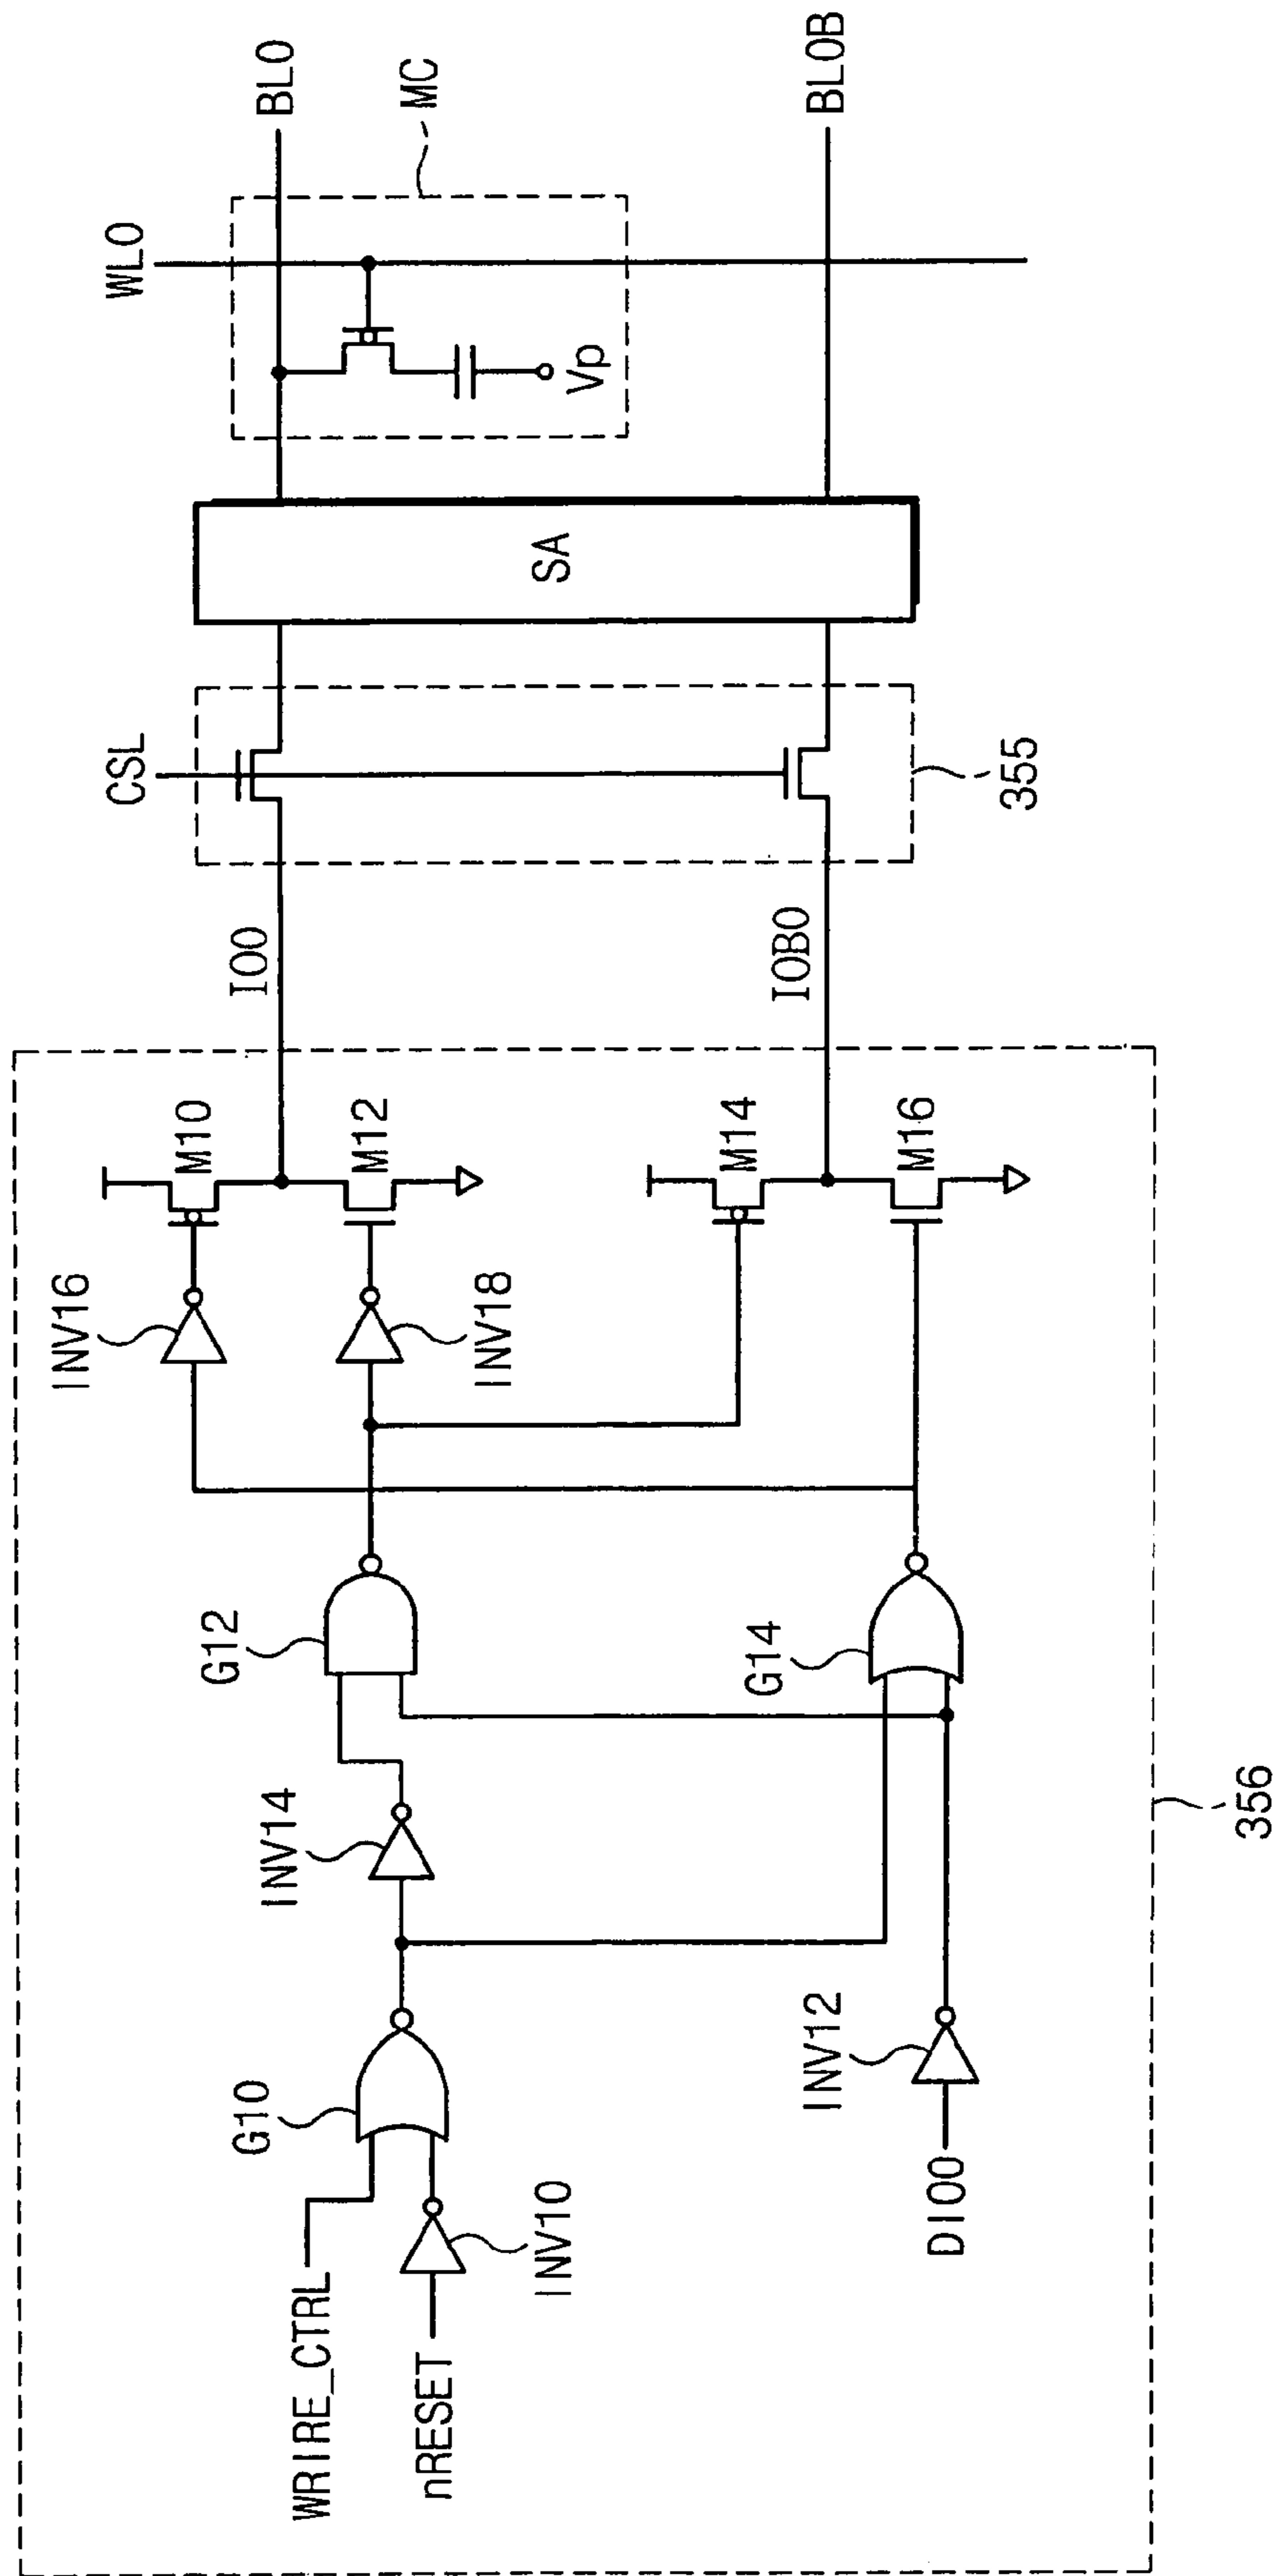 INV16
CSL
WL0
M10
G12
IO0
G10
BL0
INV14
WRIRE_CTRL
M12
MC
nRESET
INV18
INV10
SA
Vp
M14
G14
IOB0
INV12
BL0B
M16
DIO0
355
356